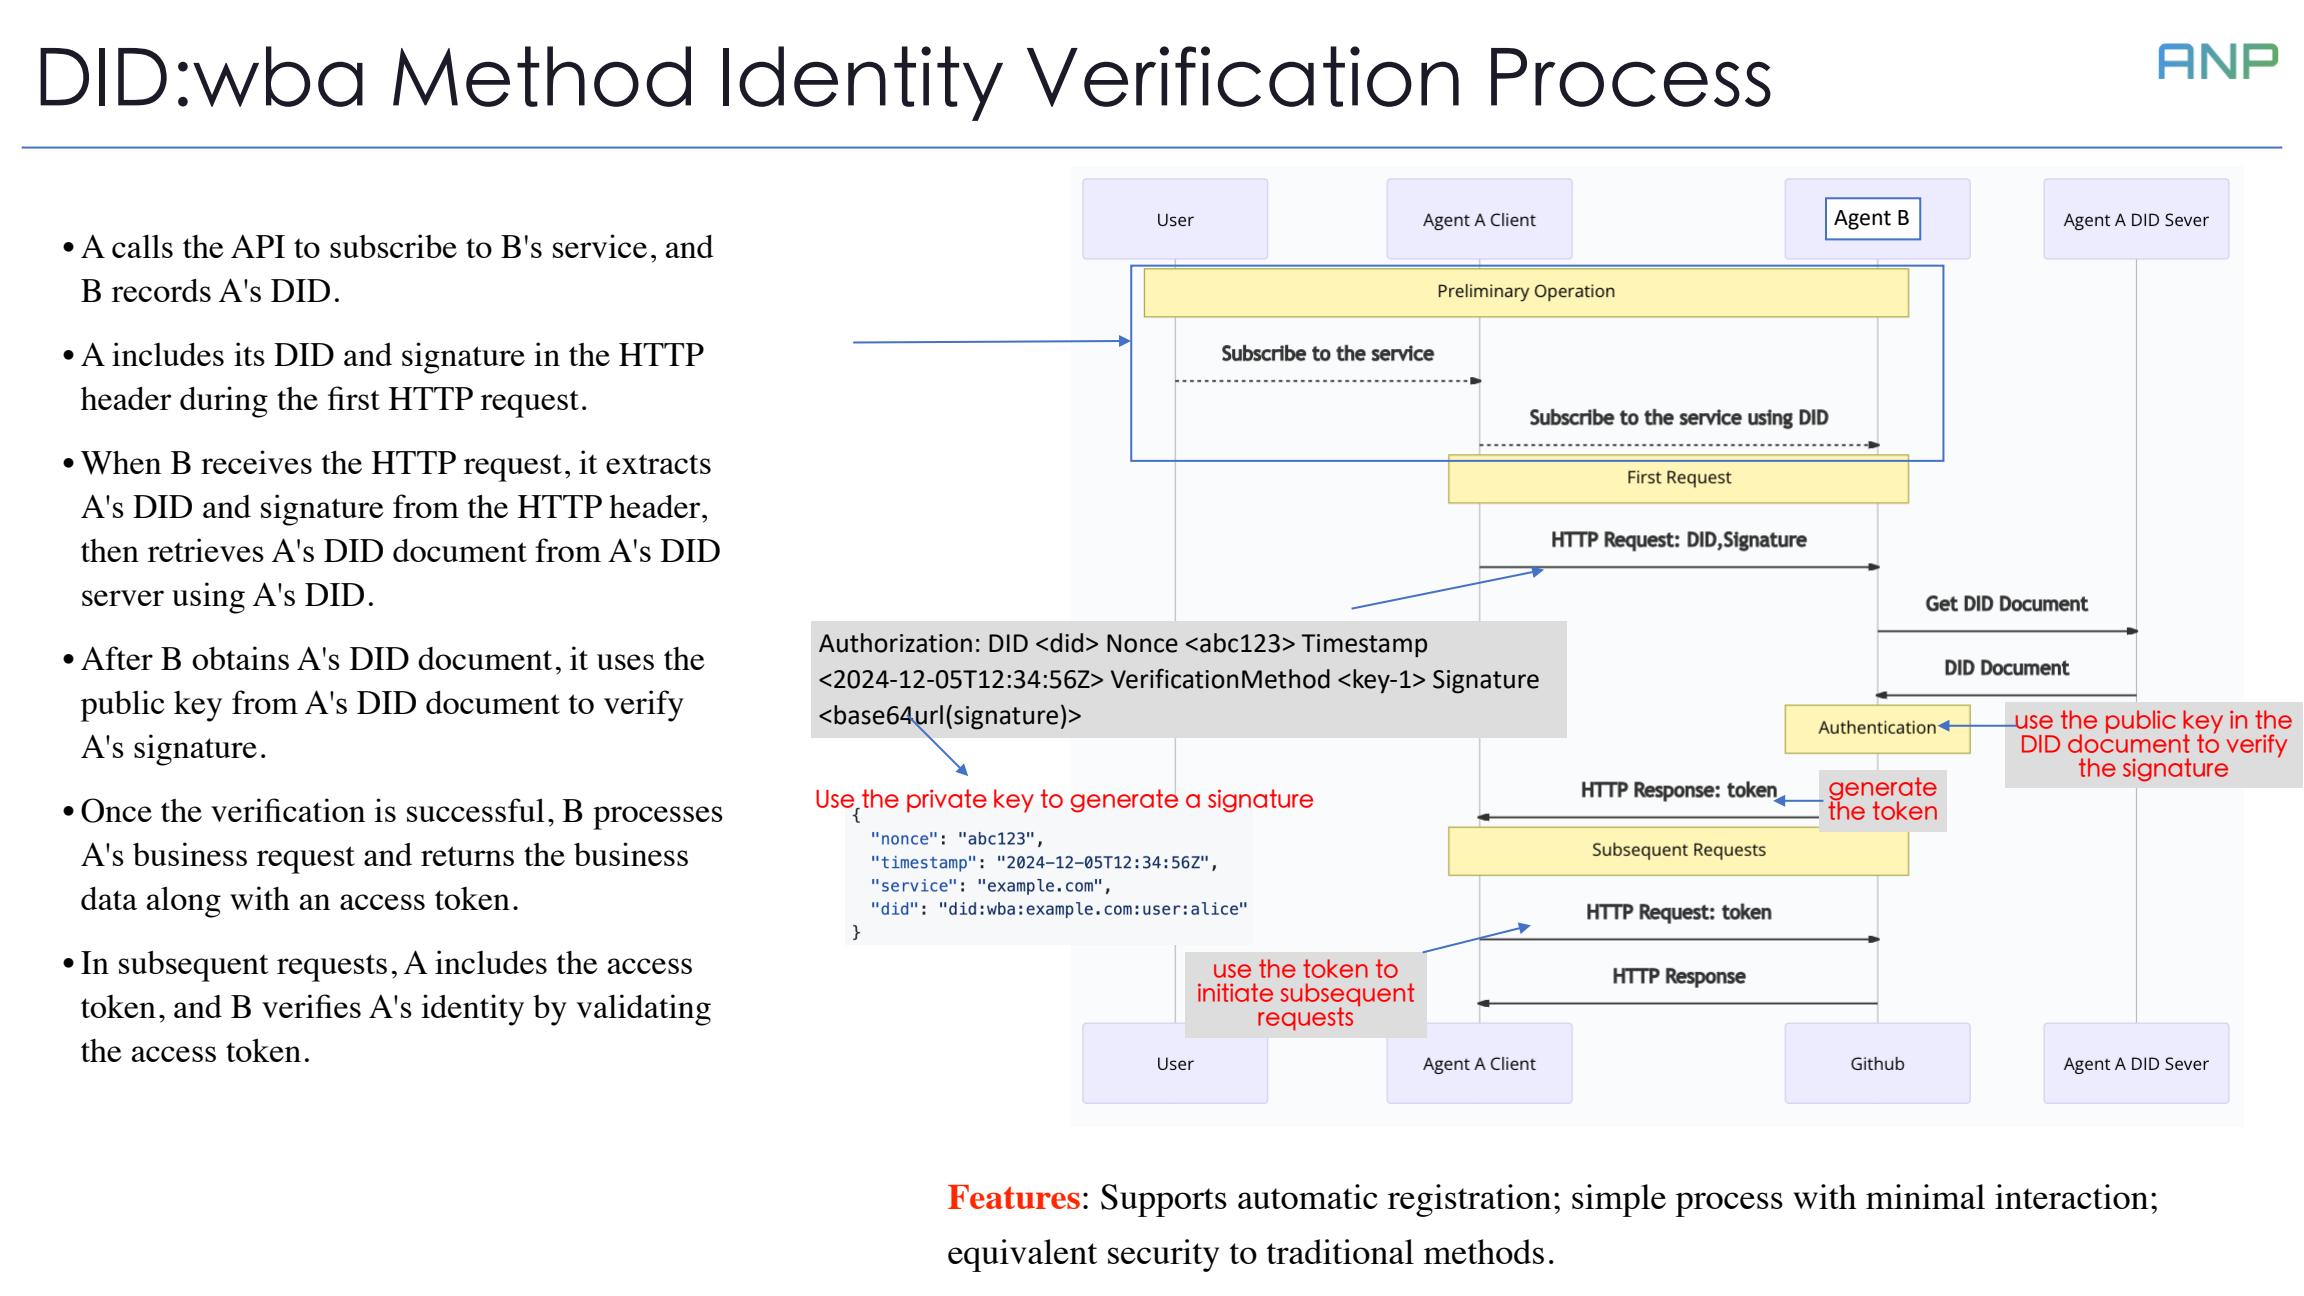 DID:wba Method Identity Verification Process
ANP
• A calls the API to subscribe to B's service, and
B records A's DID.
• A includes its DID and signature in the HTTP
header during the first HTTP request.
• When B receives the HTTP request, it extracts
A's DID and signature from the HTTP header,
then retrieves A's DID document from A's DID
server using A's DID.
• After B obtains A's DID document, it uses the
public key from A's DID document to verify
A's signature.
• Once the verification is successful, B processes
A's business request and returns the business
data along with an access token.
• In subsequent requests, A includes the access
token, and B verifies A's identity by validating
the access token.
User
Agent A Client
Agent B
Agent A DID Sever
Preliminary Operation
Subscribe to the service
Subscribe to the service using DID
First Request
HTTP Request: DID,Signature
Get DID Document
Authorization: DID <did> Nonce <abc123> Timestamp
<2024-12-05T12:34:56Z> VerificationMethod <key-1> Signature
<base64url(signature)>
DID Document
Authentication
use the public key in the
DID document to verify
the signature
Use the private key to generate a signature
{
"nonce": "abc123",
"timestamp": "2024-12-05T12:34:56Z",
"service": "example.com",
"did": "did:wba:example.com:user:alice"
}
HTTP Response: token
generate
the token
Subsequent Requests
HTTP Request: token
use the token to
initiate subsequent
requests
HTTP Response
User
Agent A Client
Github
Agent A DID Sever
Features: Supports automatic registration; simple process with minimal interaction;
equivalent security to traditional methods.